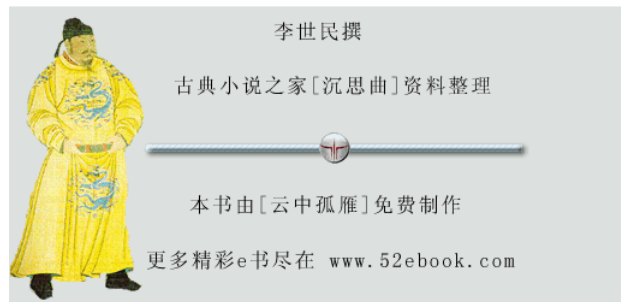 李世民撰
古典小说之家[沉思曲]资料整理
本书由[云中孤雁]免费制作
更多精彩e书尽在 www.52ebook.com